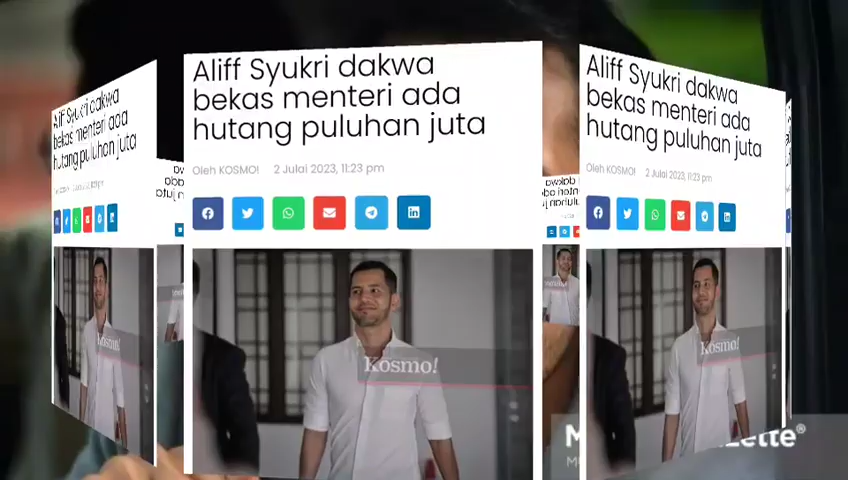 Aliff Syukri dakwa
bekas menteri ada
hutang puluhan juta
Oleh KOSMO! 2 Julai 2023, 11:23 pm
Kosmo!
Aliff Syukri dakwa
bekas menteri ada
hutang puluhan juta
Oleh KOSMO! 2 Julai 2023, 11:23 pm
Kosmo!
Aliff Syukri dakwa
bekas menteri ada
hutang puluhan juta
Kosmo!